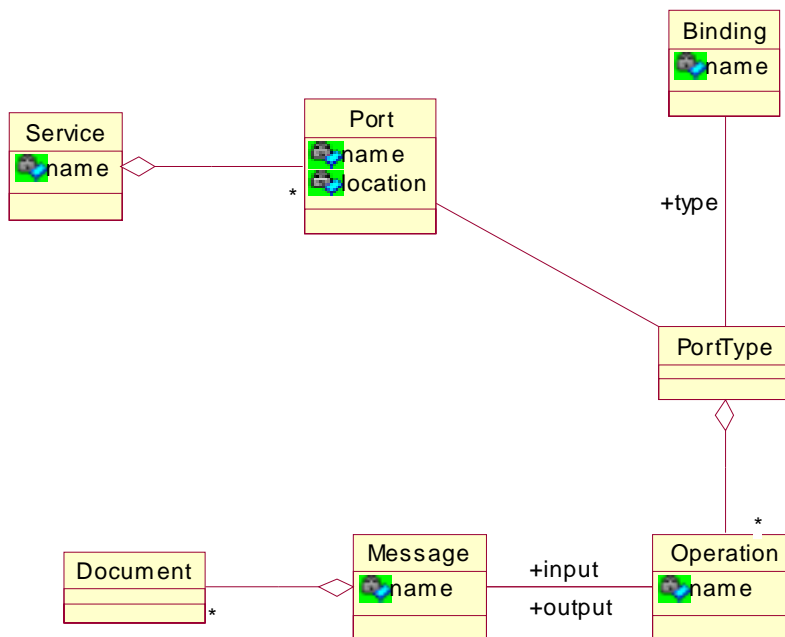 Binding
name
Service
name
Port
name
location
*
+type
PortType
*
Document
*
Message
name
+input
+output
Operation
name